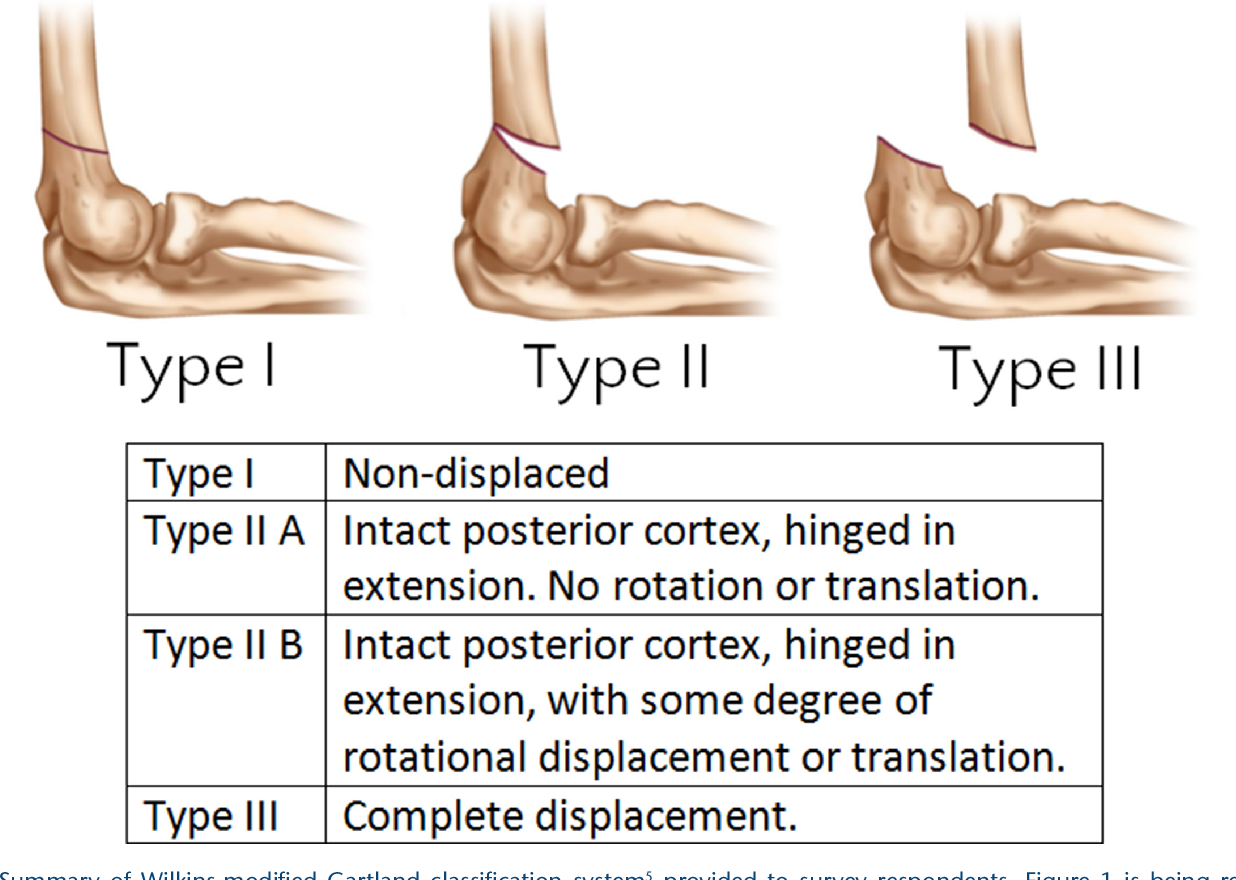 Type I
Type II
Type III
Type I
Non-displaced
Type II A
Intact posterior cortex, hinged in
extension. No rotation or translation.
Type II B
Intact posterior cortex, hinged in
extension, with some degree of
rotational displacement or translation.
Type III
Complete displacement.
Summary of Wilkins-modified Gartland classification system⁵ provided to survey respondents. Figure 1 is being